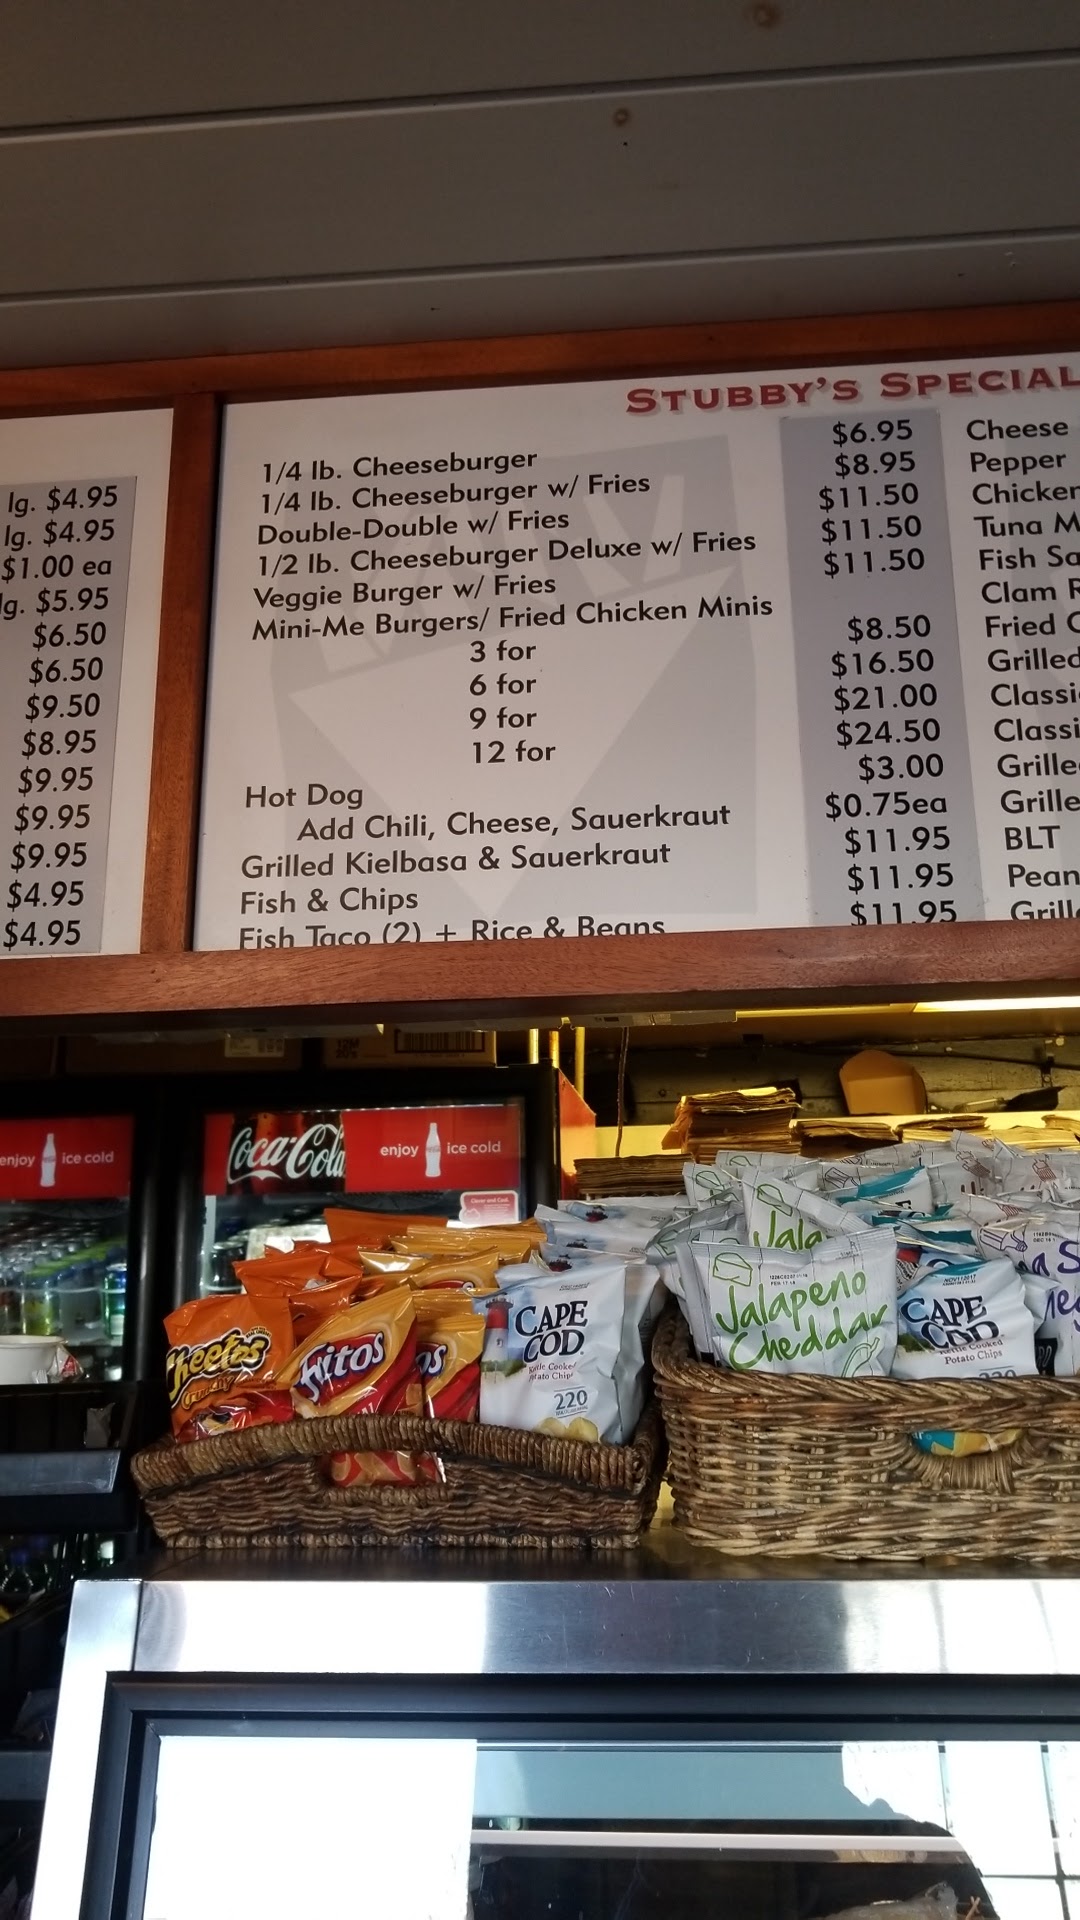 STUBBY'S SPECIAL
lg. $4.95
lg. $4.95
$1.00 ea
lg. $5.95
$6.50
$6.50
$9.50
$8.95
$9.95
$9.95
$9.95
$4.95
$4.95
1/4 lb. Cheeseburger $6.95
1/4 lb. Cheeseburger w/ Fries $8.95
Double-Double w/ Fries $11.50
1/2 lb. Cheeseburger Deluxe w/ Fries $11.50
Veggie Burger w/ Fries $11.50
Mini-Me Burgers/ Fried Chicken Minis
3 for $8.50
6 for $16.50
9 for $21.00
12 for $24.50
Hot Dog $3.00
Add Chili, Cheese, Sauerkraut $0.75ea
Grilled Kielbasa & Sauerkraut $11.95
Fish & Chips $11.95
Fish Taco (2) + Rice & Beans $11.95
Cheese
Pepper
Chicken
Tuna M
Fish Sa
Clam R
Fried C
Grilled
Classi
Classi
Grille
Grille
BLT
Pean
Grill
enjoy ice cold
Coca-Cola
enjoy ice cold
Cheetos
Crunchy
Fritos
CAPE
COD
Kettle Cooked
Potato Chips
220
Jala
Jalapeno
Cheddar
CAPE
COD
Kettle Cooked
Potato Chips
220